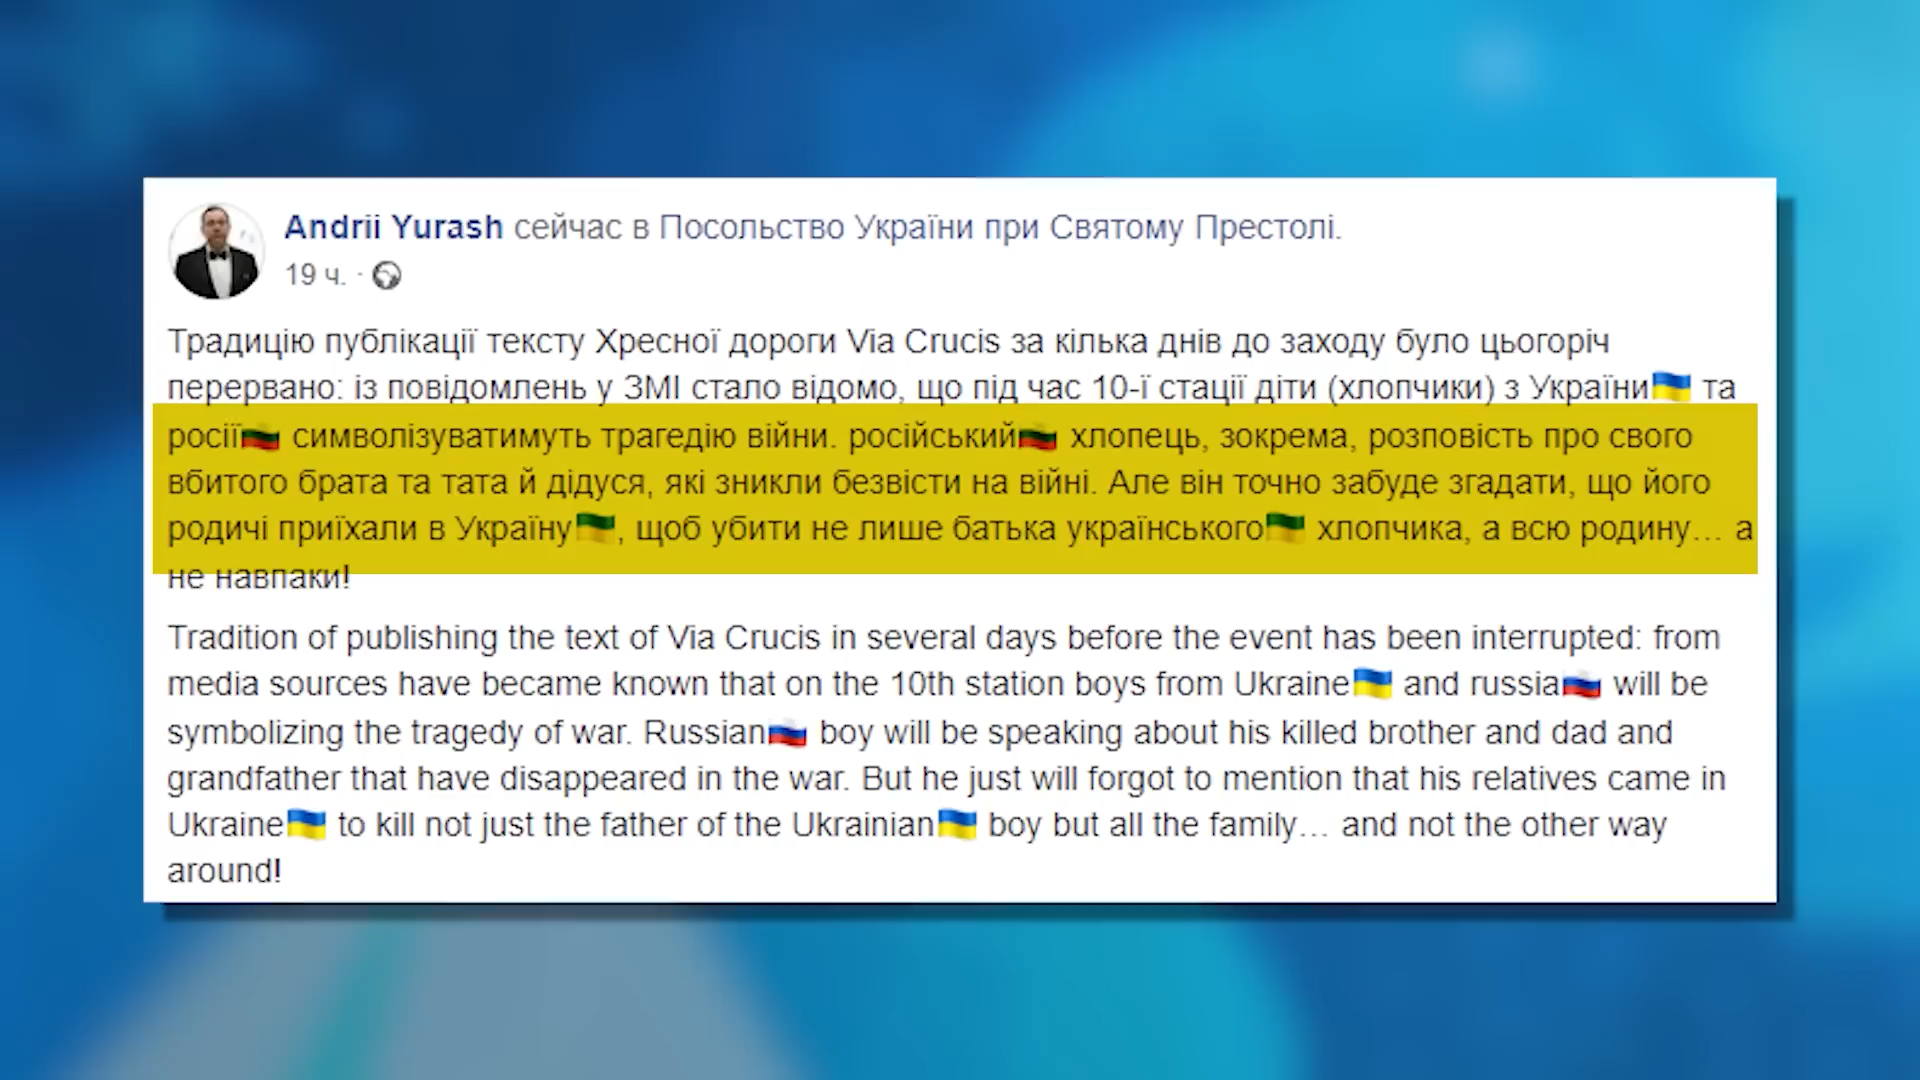 Andrii Yurash сейчас в Посольство України при Святому Престолі.
19 ч. ·
Традицію публікації тексту Хресної дороги Via Crucis за кілька днів до заходу було цьогоріч
перервано: із повідомлень у ЗМІ стало відомо, що під час 10-ї стації діти (хлопчики) з України🇺🇦 та
росії🇷🇺 символізуватимуть трагедію війни. російський🇷🇺 хлопець, зокрема, розповість про свого
вбитого брата та тата й дідуся, які зникли безвісти на війні. Але він точно забуде згадати, що його
родичі приїхали в Україну🇺🇦, щоб убити не лише батька українського🇺🇦 хлопчика, а всю родину… а
не навпаки!
Tradition of publishing the text of Via Crucis in several days before the event has been interrupted: from
media sources have became known that on the 10th station boys from Ukraine🇺🇦 and russia🇷🇺 will be
symbolizing the tragedy of war. Russian🇷🇺 boy will be speaking about his killed brother and dad and
grandfather that have disappeared in the war. But he just will forgot to mention that his relatives came in
Ukraine🇺🇦 to kill not just the father of the Ukrainian🇺🇦 boy but all the family… and not the other way
around!